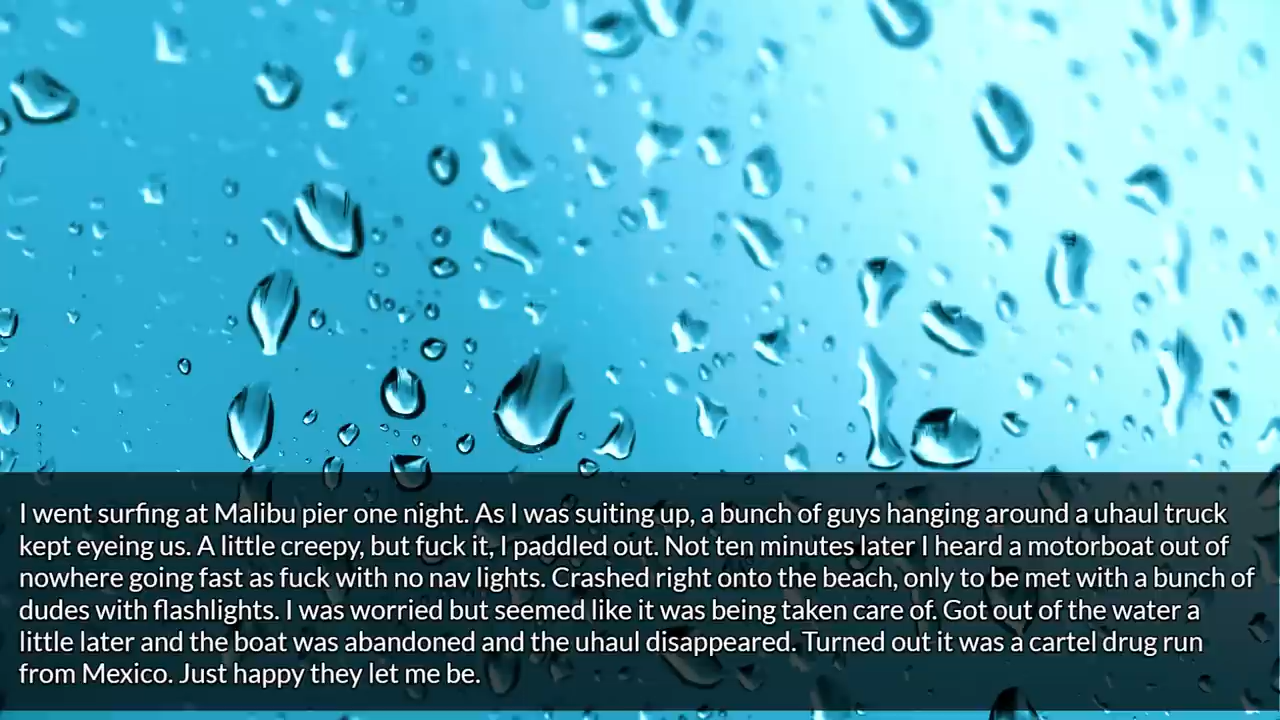 I went surfing at Malibu pier one night. As I was suiting up, a bunch of guys hanging around a uhaul truck
kept eyeing us. A little creepy, but fuck it, I paddled out. Not ten minutes later I heard a motorboat out of
nowhere going fast as fuck with no nav lights. Crashed right onto the beach, only to be met with a bunch of
dudes with flashlights. I was worried but seemed like it was being taken care of. Got out of the water a
little later and the boat was abandoned and the uhaul disappeared. Turned out it was a cartel drug run
from Mexico. Just happy they let me be.